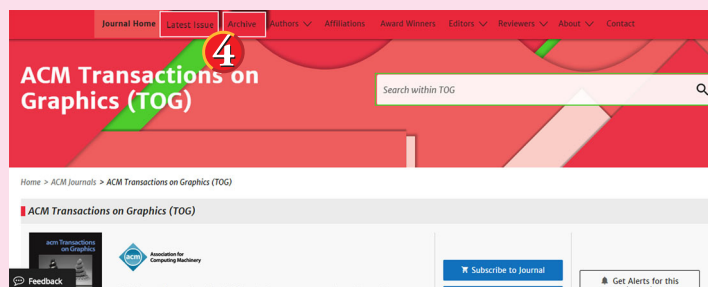 Journal Home Latest Issue Archive Authors Affiliations Award Winners Editors Reviewers About Contact
4
ACM Transactions on
Graphics (TOG)
Search within TOG
Home > ACM Journals > ACM Transactions on Graphics (TOG)
ACM Transactions on Graphics (TOG)
acm Transactions
on Graphics
acm
Association for
Computing Machinery
Subscribe to Journal
Get Alerts for this
Feedback